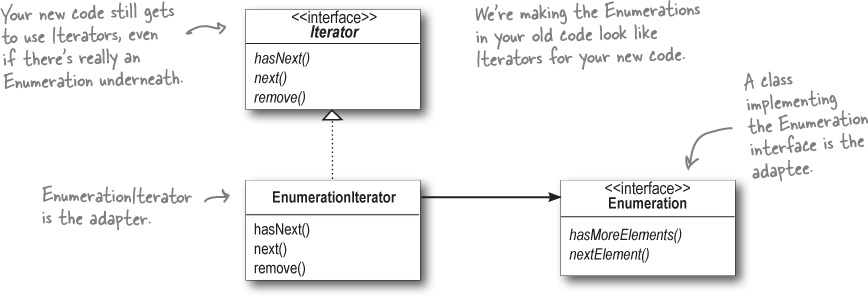 Your new code still gets
to use Iterators, even
if there's really an
Enumeration underneath.
<<interface>>
Iterator
hasNext()
next()
remove()
We're making the Enumerations
in your old code look like
Iterators for your new code.
A class
implementing
the Enumeration
interface is the
adaptee.
EnumerationIterator
is the adapter.
EnumerationIterator
hasNext()
next()
remove()
<<interface>>
Enumeration
hasMoreElements()
nextElement()